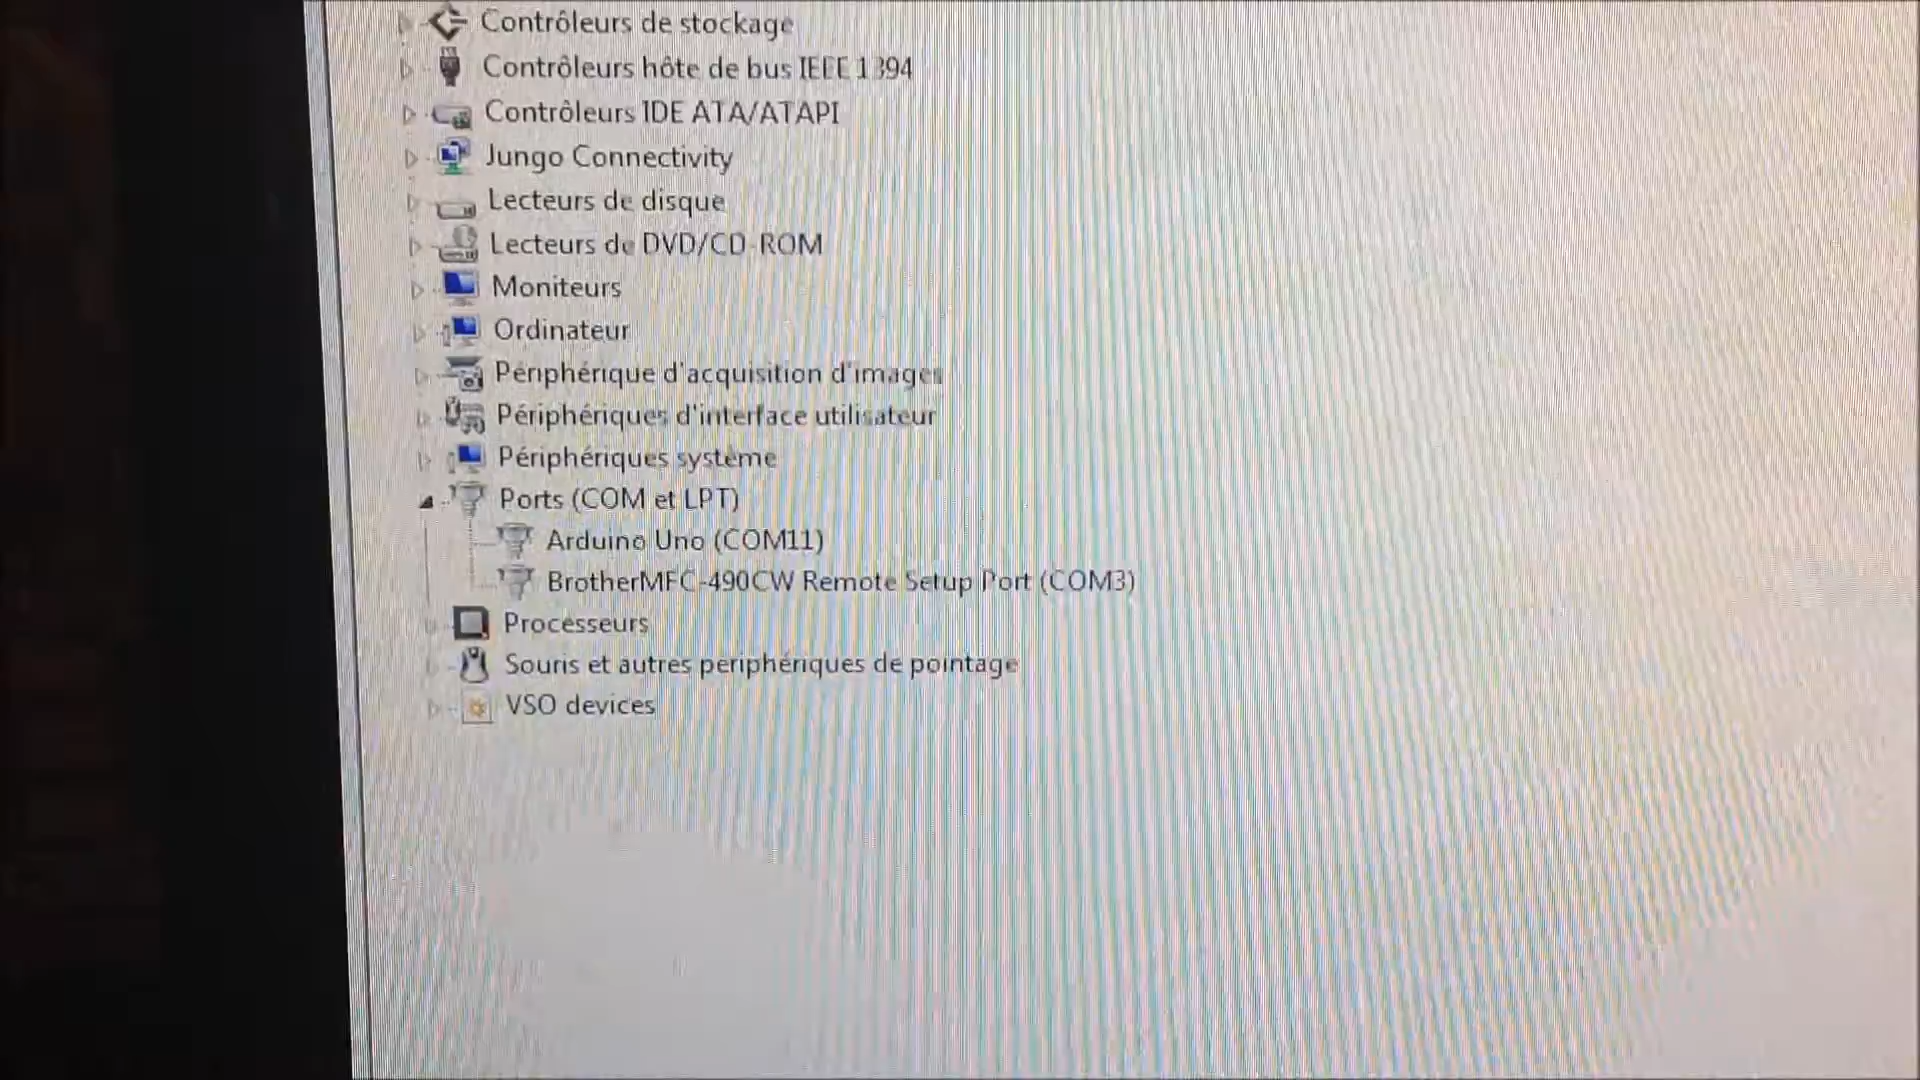 Contrôleurs de stockage
Contrôleurs hôte de bus IEEE 1394
Contrôleurs IDE ATA/ATAPI
Jungo Connectivity
Lecteurs de disque
Lecteurs de DVD/CD-ROM
Moniteurs
Ordinateur
Périphérique d'acquisition d'images
Périphériques d'interface utilisateur
Périphériques système
Ports (COM et LPT)
Arduino Uno (COM11)
BrotherMFC-490CW Remote Setup Port (COM3)
Processeurs
Souris et autres périphériques de pointage
VSO devices